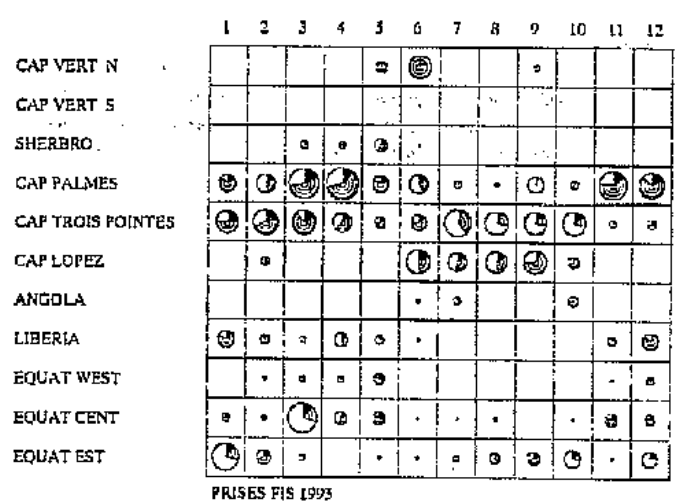 1 2 3 4 5 6 7 8 9 10 11 12
CAP VERT N
CAP VERT S
SHERBRO
CAP PALMES
CAP TROIS POINTES
CAP LOPEZ
ANGOLA
LIBERIA
EQUAT WEST
EQUAT CENT
EQUAT EST
PRISES FIS 1993